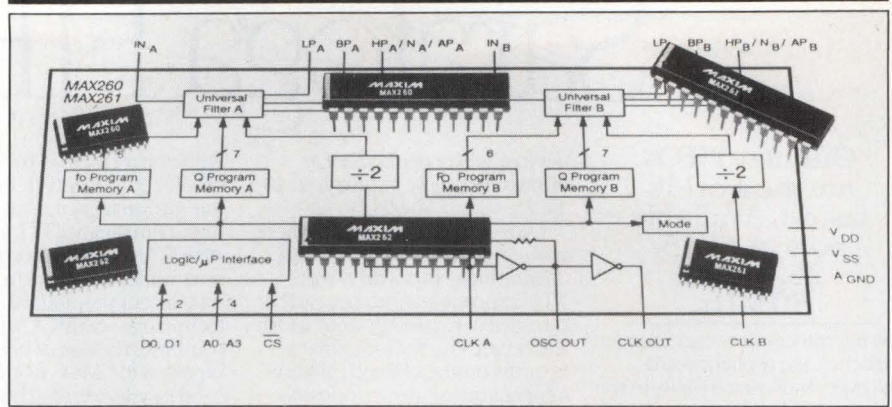 IN A LP A BP A HP A / N A / AP A IN B LP BP B HP B / N B / AP B
MAX260
MAX261
MAXIM
MAX260
MAXIM
MAX260
MAXIM
MAX261
Universal
Filter A
Universal
Filter B
7
6
7
fo Program
Memory A
Q Program
Memory A
÷2
fo Program
Memory B
Q Program
Memory B
÷2
Mode
MAXIM
MAX262
Logic/μP Interface
MAXIM
MAX262
MAXIM
MAX261
V DD
V SS
A GND
2 4
D0, D1 A0-A3 CS CLK A OSC OUT CLK OUT CLK B